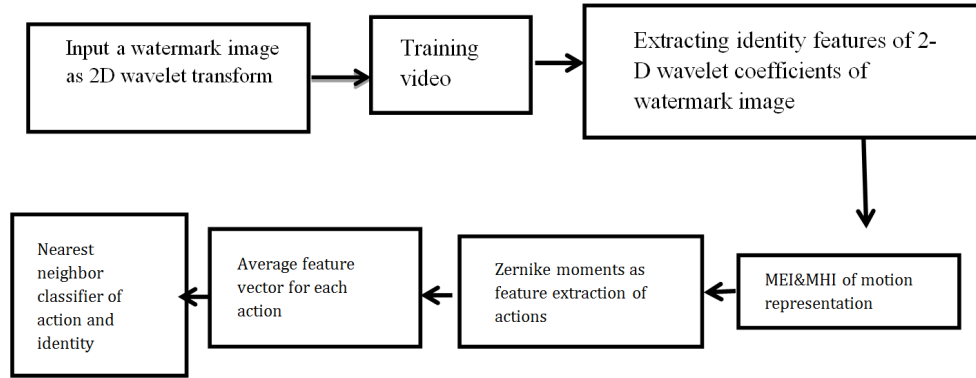 Input a watermark image
as 2D wavelet transform
Training
video
Extracting identity features of 2-
D wavelet coefficients of
watermark image
MEI&MHI of motion
representation
Zernike moments as
feature extraction of
actions
Average feature
vector for each
action
Nearest
neighbor
classifier of
action and
identity